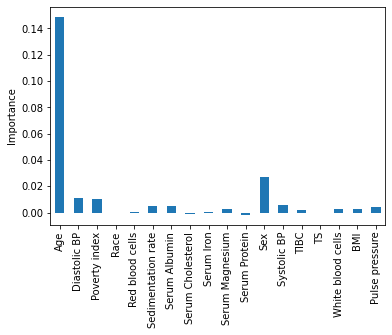 0.14
0.12
0.10
0.08
0.06
0.04
0.02
0.00
Importance
Age
Diastolic BP
Poverty index
Race
Red blood cells
Sedimentation rate
Serum Albumin
Serum Cholesterol
Serum Iron
Serum Magnesium
Serum Protein
Sex
Systolic BP
TIBC
TS
White blood cells
BMI
Pulse pressure